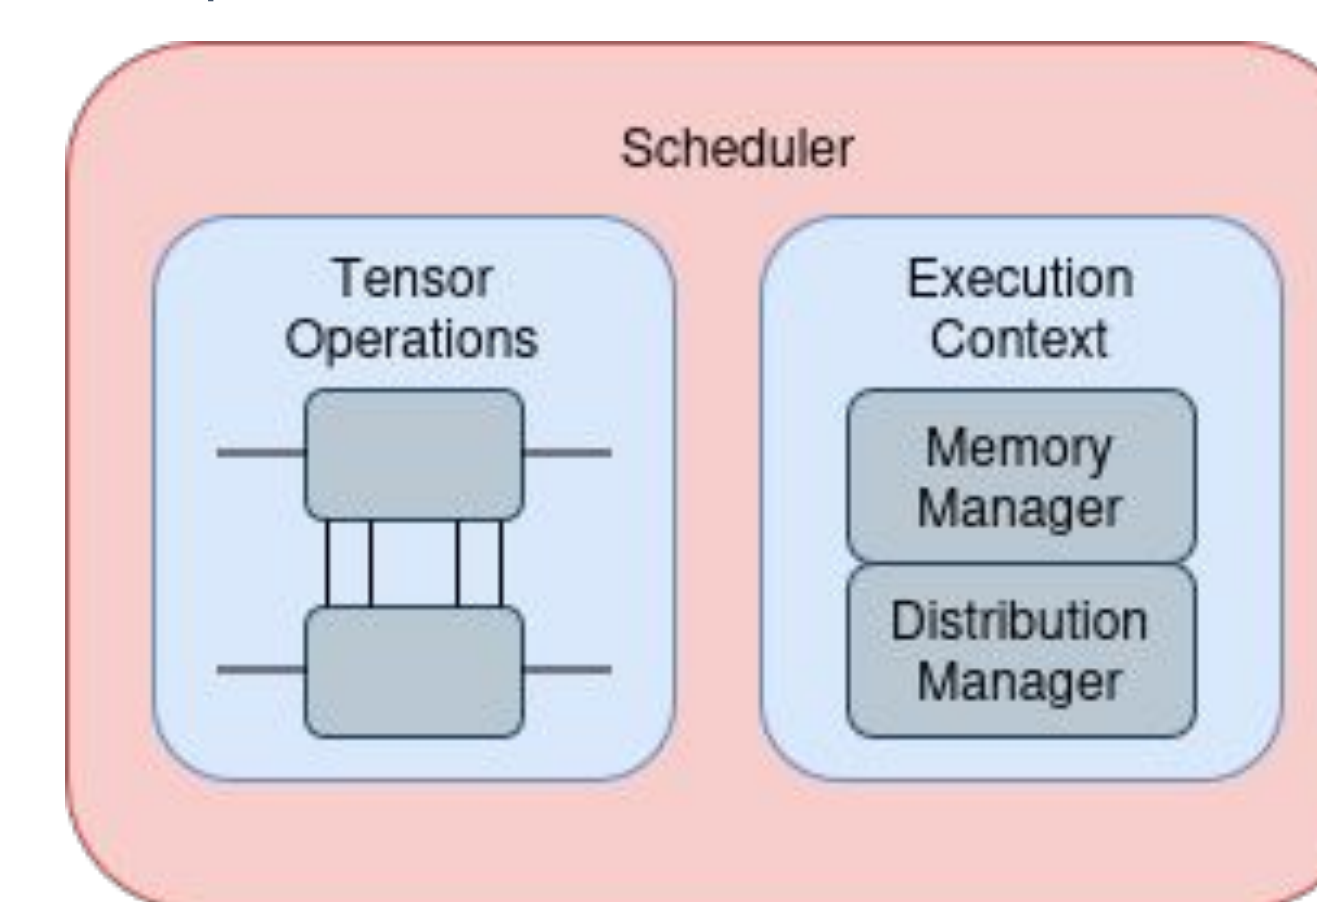 Scheduler
Tensor
Operations
Execution
Context
Memory
Manager
Distribution
Manager